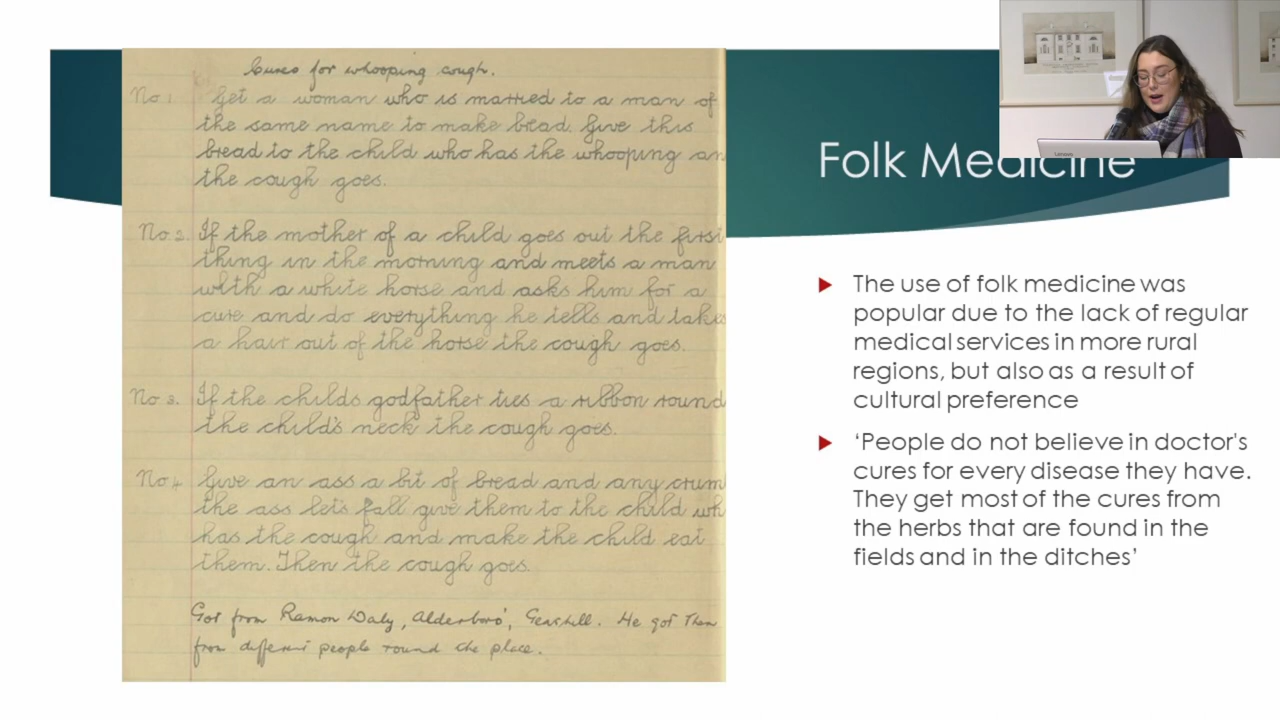 Cures for whooping cough.
No 1. Get a woman who is married to a man of
the same name to make bread. Give this
bread to the child who has the whooping an
the cough goes.
No. 2. If the mother of a child goes out the first
thing in the morning and meets a man
with a white horse and asks him for a
cure and do everything he tells and takes
a hair out of the horse the cough goes.
No 3. If the childs godfather ties a ribbon round
the child's neck the cough goes.
No 4. Give an ass a bit of bread and any crum
the ass let's fall give them to the child wh
has the cough and make the child eat
them. Then the cough goes.
Got from Ramon Daly, Alderboro', Geashill. He got them
from different people round the place.
Folk Medicine
The use of folk medicine was
popular due to the lack of regular
medical services in more rural
regions, but also as a result of
cultural preference
‘People do not believe in doctor's
cures for every disease they have.
They get most of the cures from
the herbs that are found in the
fields and in the ditches’